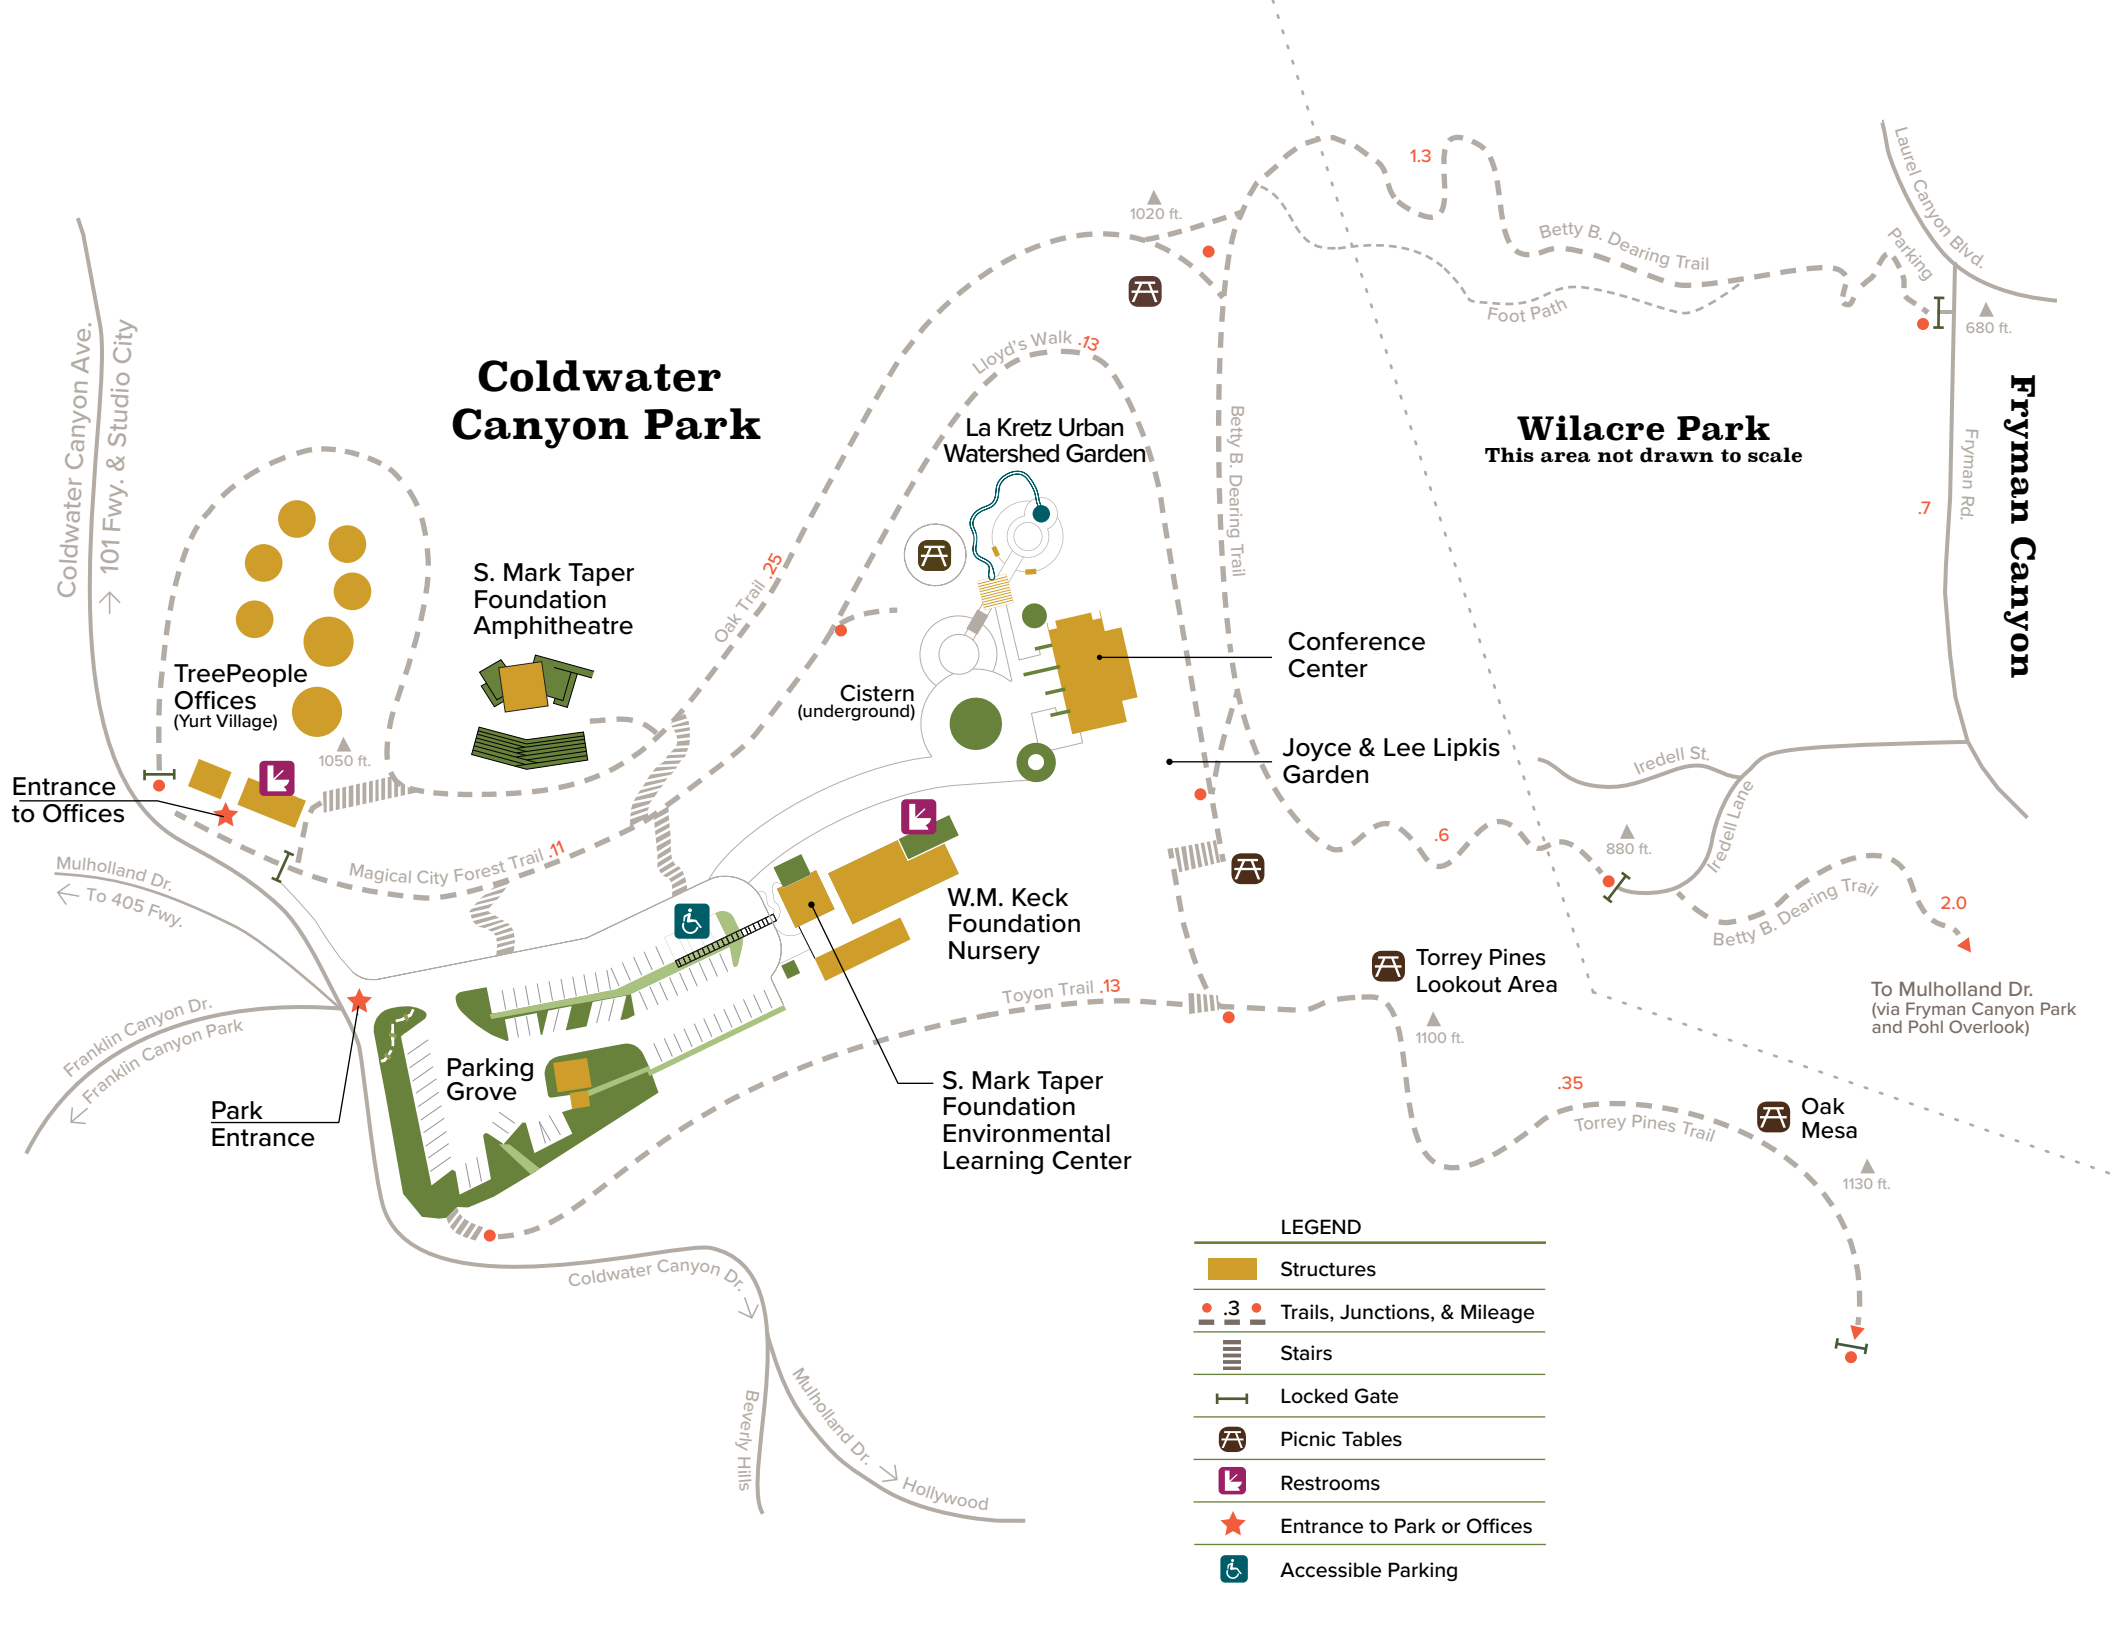 Coldwater
Canyon Park
Wilacre Park
This area not drawn to scale
Fryman Canyon
Coldwater Canyon Ave.
101 Fwy. & Studio City
1020 ft.
1.3
Betty B. Dearing Trail
Foot Path
Laurel Canyon Blvd.
Parking
680 ft.
Fryman Rd.
.7
Lloyd's Walk .13
La Kretz Urban
Watershed Garden
Betty B. Dearing Trail
Oak Trail .25
S. Mark Taper
Foundation
Amphitheatre
TreePeople
Offices
(Yurt Village)
1050 ft.
Cistern
(underground)
Conference
Center
Joyce & Lee Lipkis
Garden
Entrance
to Offices
Magical City Forest Trail .11
Mulholland Dr.
To 405 Fwy.
Franklin Canyon Dr.
Franklin Canyon Park
Iredell St.
Iredell Lane
.6
880 ft.
Betty B. Dearing Trail
2.0
To Mulholland Dr.
(via Fryman Canyon Park
and Pohl Overlook)
W.M. Keck
Foundation
Nursery
Toyon Trail .13
Torrey Pines
Lookout Area
1100 ft.
.35
Torrey Pines Trail
Oak
Mesa
1130 ft.
Parking
Grove
Park
Entrance
S. Mark Taper
Foundation
Environmental
Learning Center
Coldwater Canyon Dr.
Beverly Hills
Mulholland Dr.
Hollywood
LEGEND
Structures
.3
Trails, Junctions, & Mileage
Stairs
Locked Gate
Picnic Tables
Restrooms
Entrance to Park or Offices
Accessible Parking